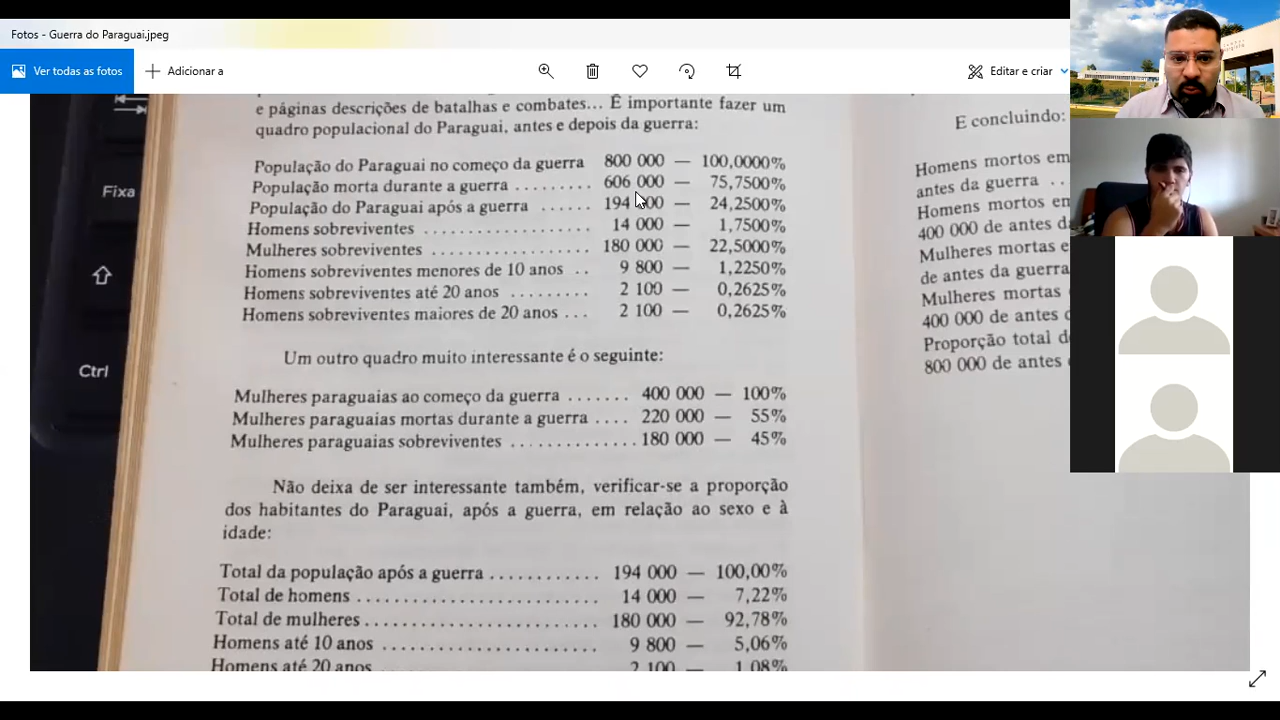 Fotos - Guerra do Paraguai.jpeg
Ver todas as fotos
Adicionar a
Editar e criar
e páginas descrições de batalhas e combates... É importante fazer um
quadro populacional do Paraguai, antes e depois da guerra:
População do Paraguai no começo da guerra 800 000 — 100,0000%
População morta durante a guerra ......... 606 000 — 75,7500%
População do Paraguai após a guerra ...... 194 000 — 24,2500%
Homens sobreviventes .................. 14 000 — 1,7500%
Mulheres sobreviventes ................. 180 000 — 22,5000%
Homens sobreviventes menores de 10 anos .. 9 800 — 1,2250%
Homens sobreviventes até 20 anos ......... 2 100 — 0,2625%
Homens sobreviventes maiores de 20 anos ... 2 100 — 0,2625%
Um outro quadro muito interessante é o seguinte:
Mulheres paraguaias ao começo da guerra ....... 400 000 — 100%
Mulheres paraguaias mortas durante a guerra .... 220 000 — 55%
Mulheres paraguaias sobreviventes ............. 180 000 — 45%
Não deixa de ser interessante também, verificar-se a proporção
dos habitantes do Paraguai, após a guerra, em relação ao sexo e à
idade:
Total da população após a guerra ............ 194 000 — 100,00%
Total de homens .......................... 14 000 — 7,22%
Total de mulheres ......................... 180 000 — 92,78%
Homens até 10 anos ....................... 9 800 — 5,06%
Homens até 20 anos ....................... 2 100 — 1,08%
E concluindo:
Homens mortos em
antes da guerra ..
Homens mortos em
400 000 de antes da
Mulheres mortas e
de antes da guerra
Mulheres mortas
400 000 de antes
Proporção total d
800 000 de antes
Fixa
Ctrl